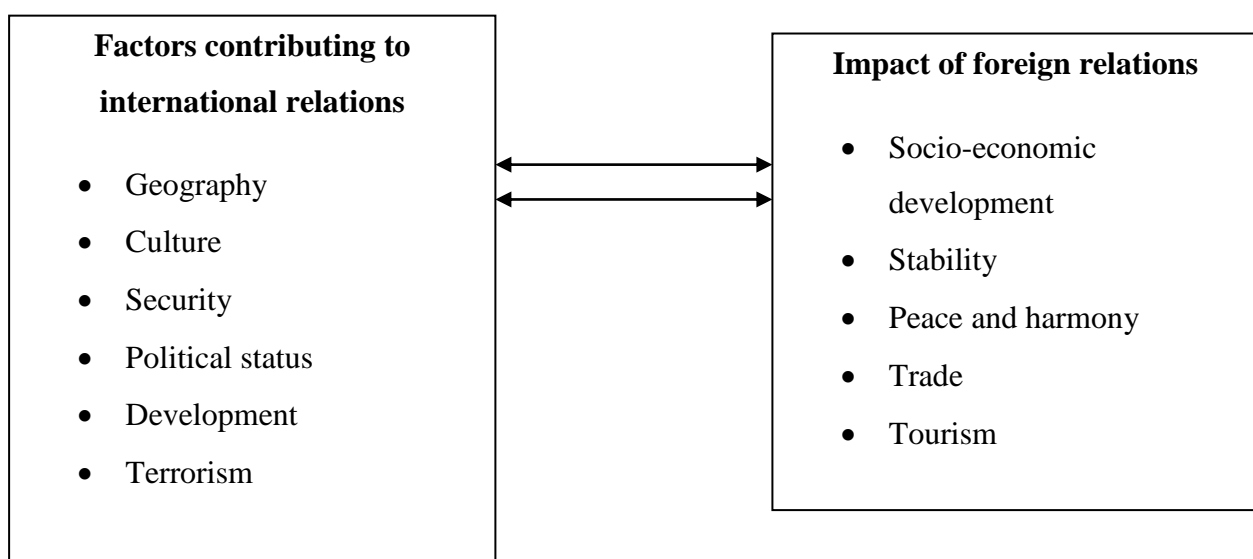 Factors contributing to
international relations
• Geography
• Culture
• Security
• Political status
• Development
• Terrorism
Impact of foreign relations
• Socio-economic
development
• Stability
• Peace and harmony
• Trade
• Tourism